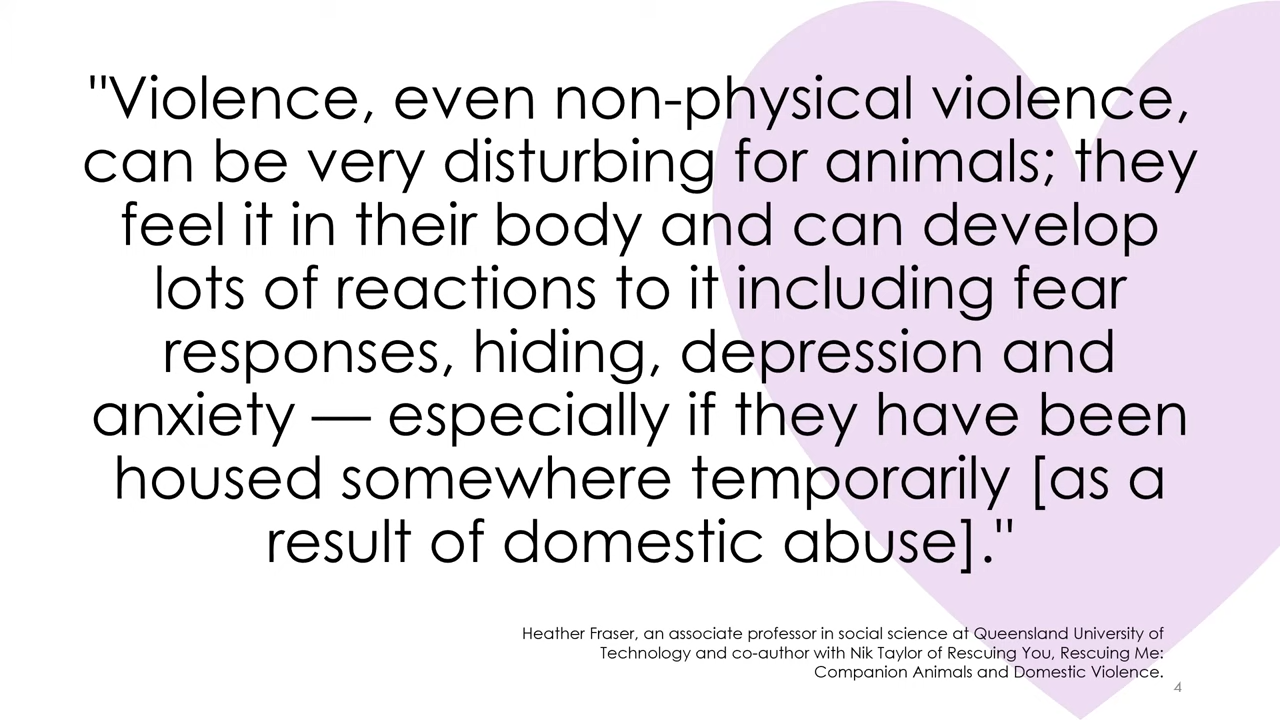 "Violence, even non-physical violence,
can be very disturbing for animals; they
feel it in their body and can develop
lots of reactions to it including fear
responses, hiding, depression and
anxiety — especially if they have been
housed somewhere temporarily [as a
result of domestic abuse]."
Heather Fraser, an associate professor in social science at Queensland University of
Technology and co-author with Nik Taylor of Rescuing You, Rescuing Me:
Companion Animals and Domestic Violence.
4